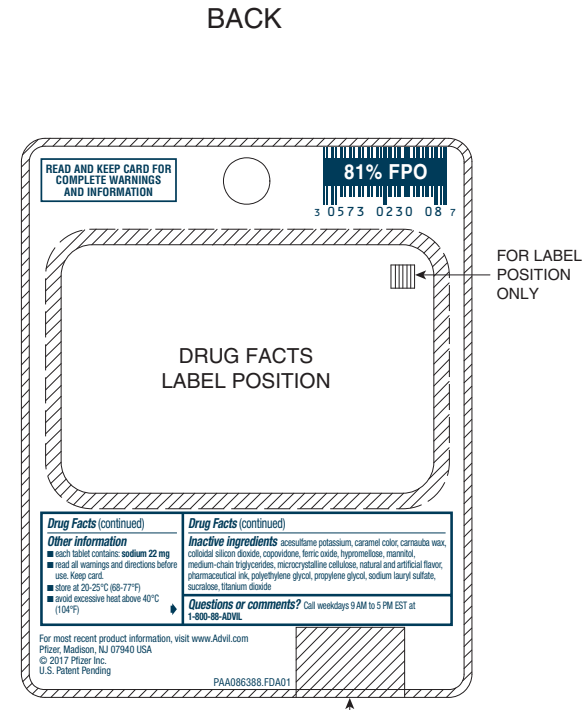 BACK
READ AND KEEP CARD FOR
COMPLETE WARNINGS
AND INFORMATION
81% FPO
3 0573 0230 08 7
FOR LABEL
POSITION
ONLY
DRUG FACTS
LABEL POSITION
Drug Facts (continued)
Other information
■ each tablet contains: sodium 22 mg
■ read all warnings and directions before
use. Keep card.
■ store at 20-25°C (68-77°F)
■ avoid excessive heat above 40°C
(104°F)
Drug Facts (continued)
Inactive ingredients acesulfame potassium, caramel color, carnauba wax,
colloidal silicon dioxide, copovidone, ferric oxide, hypromellose, mannitol,
medium-chain triglycerides, microcrystalline cellulose, natural and artificial flavor,
pharmaceutical ink, polyethylene glycol, propylene glycol, sodium lauryl sulfate,
sucralose, titanium dioxide
Questions or comments? Call weekdays 9 AM to 5 PM EST at
1-800-88-ADVIL
For most recent product information, visit www.Advil.com
Pfizer, Madison, NJ 07940 USA
© 2017 Pfizer Inc.
U.S. Patent Pending
PAA086388.FDA01